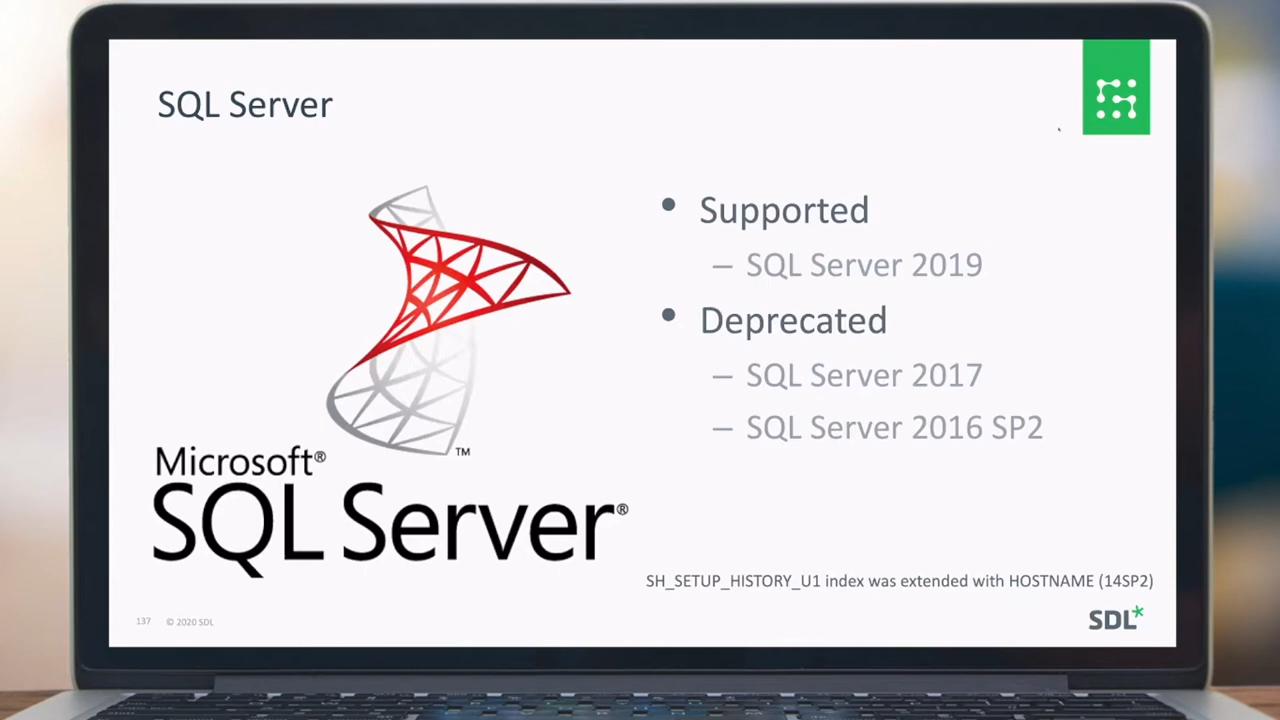 SQL Server
• Supported
– SQL Server 2019
• Deprecated
– SQL Server 2017
– SQL Server 2016 SP2
™
Microsoft®
SQL Server®
SH_SETUP_HISTORY_U1 index was extended with HOSTNAME (14SP2)
137 © 2020 SDL
SDL*